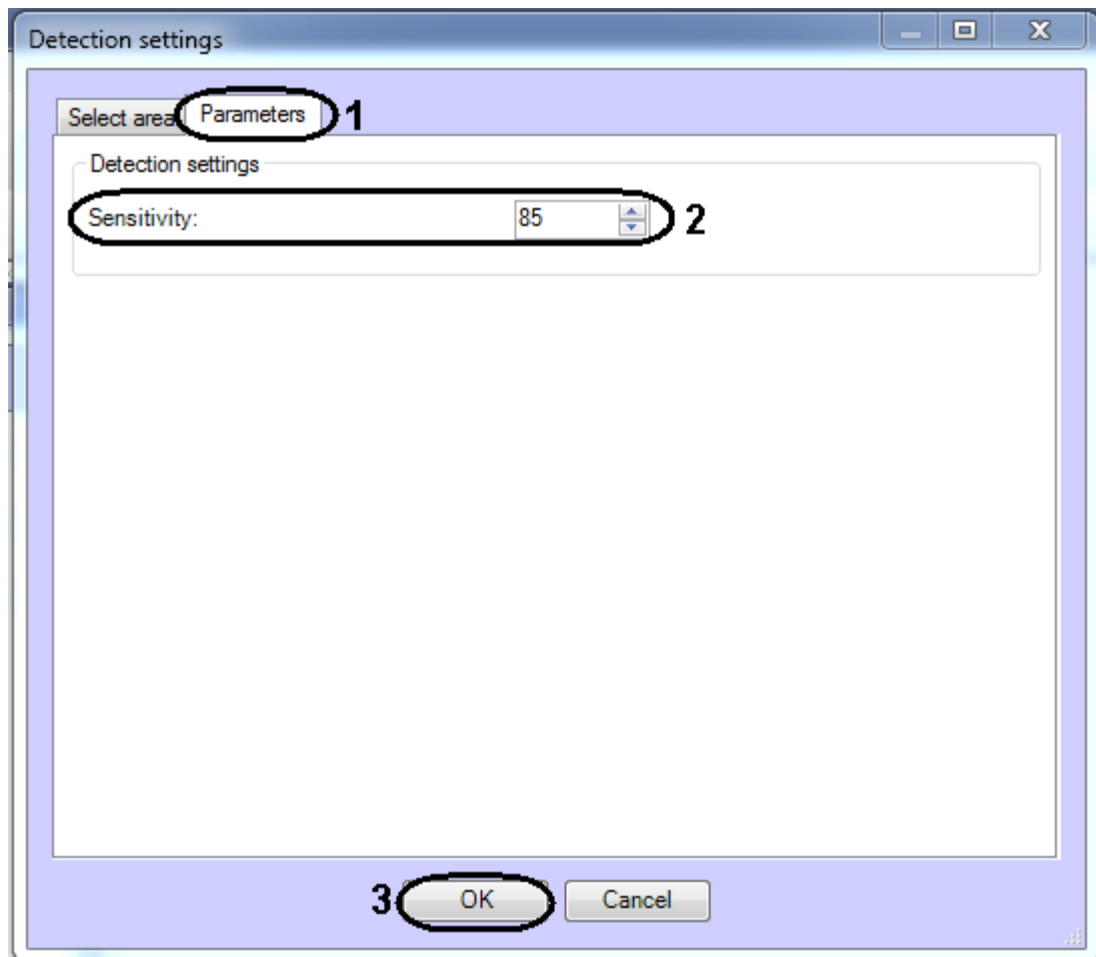 Detection settings
Select area Parameters 1
Detection settings
Sensitivity: 85 2
3 OK Cancel